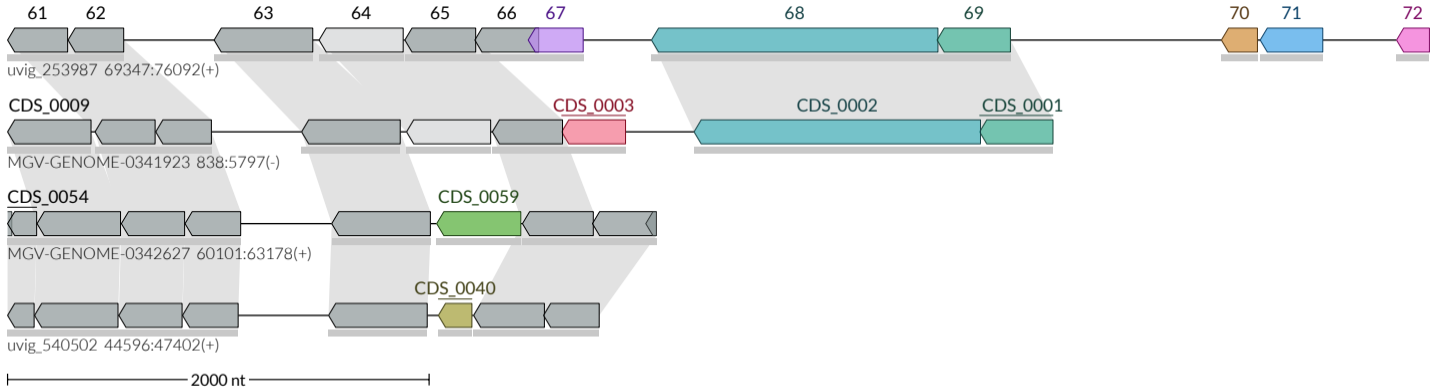 61 62 63 64 65 66 67 68 69 70 71 72
uvig_253987 69347:76092(+)
CDS_0009 CDS_0003 CDS_0002 CDS_0001
MGV-GENOME-0341923 838:5797(-)
CDS_0054 CDS_0059
MGV-GENOME-0342627 60101:63178(+)
CDS_0040
uvig_540502 44596:47402(+)
2000 nt